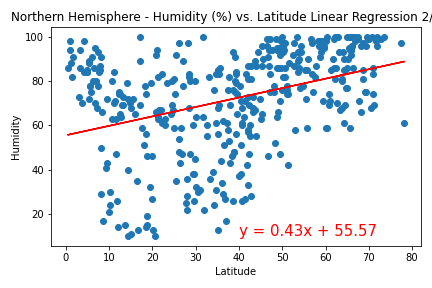 Northern Hemisphere - Humidity (%) vs. Latitude Linear Regression 2/
100
80
60
40
20
Humidity
y = 0.43x + 55.57
0 10 20 30 40 50 60 70 80
Latitude